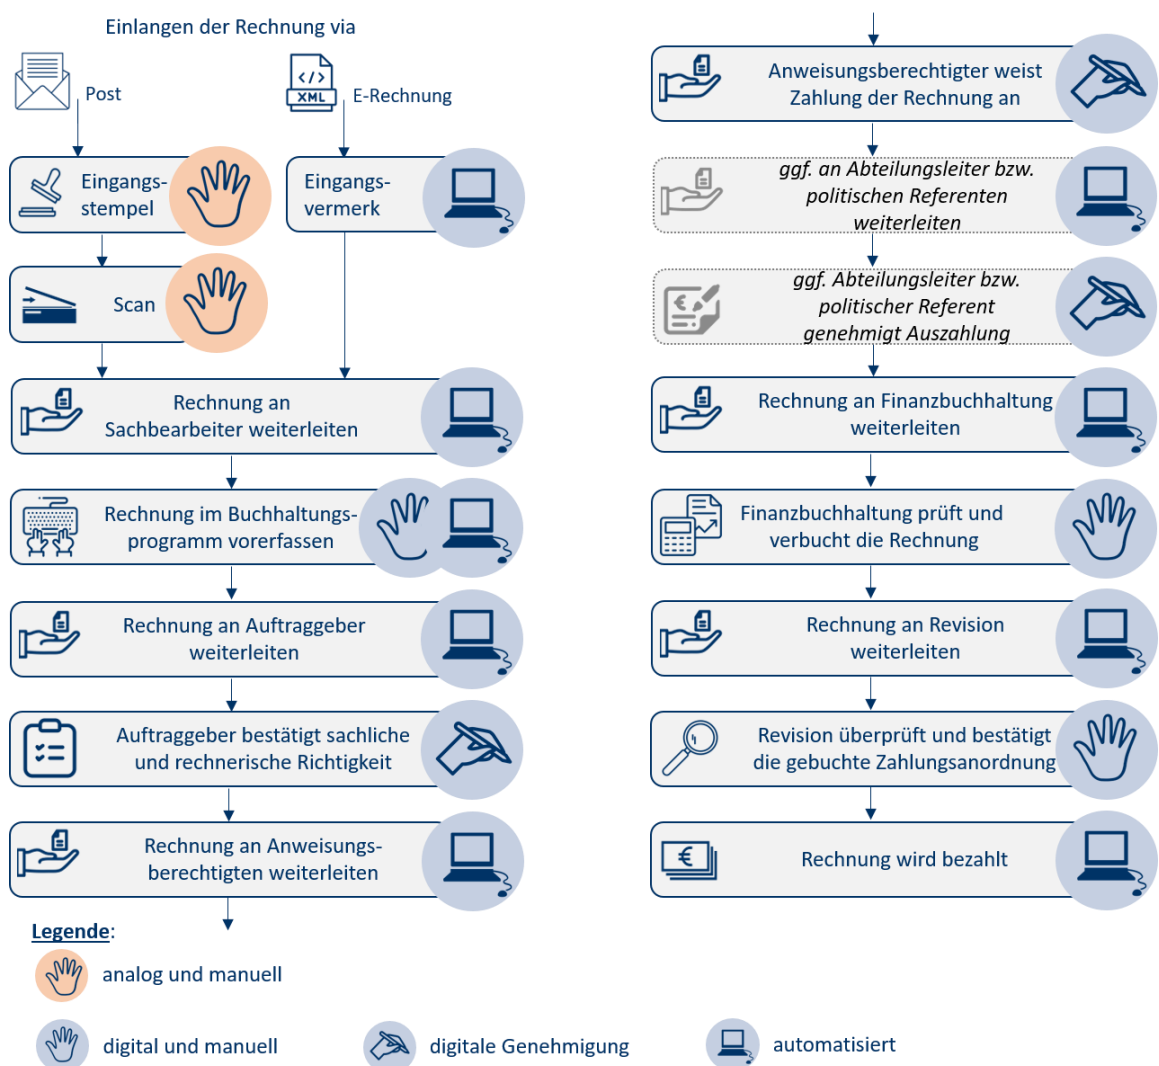 Einlangen der Rechnung via
Post
</>
XML
E-Rechnung
Eingangs-
stempel
Eingangs-
vermerk
Scan
Rechnung an
Sachbearbeiter weiterleiten
Rechnung im Buchhaltungs-
programm vorerfassen
Rechnung an Auftraggeber
weiterleiten
Auftraggeber bestätigt sachliche
und rechnerische Richtigkeit
Rechnung an Anweisungs-
berechtigten weiterleiten
Anweisungsberechtigter weist
Zahlung der Rechnung an
ggf. an Abteilungsleiter bzw.
politischen Referenten
weiterleiten
€
ggf. Abteilungsleiter bzw.
politischer Referent
genehmigt Auszahlung
Rechnung an Finanzbuchhaltung
weiterleiten
Finanzbuchhaltung prüft und
verbucht die Rechnung
Rechnung an Revision
weiterleiten
Revision überprüft und bestätigt
die gebuchte Zahlungsanordnung
€
Rechnung wird bezahlt
Legende:
analog und manuell
digital und manuell
digitale Genehmigung
automatisiert